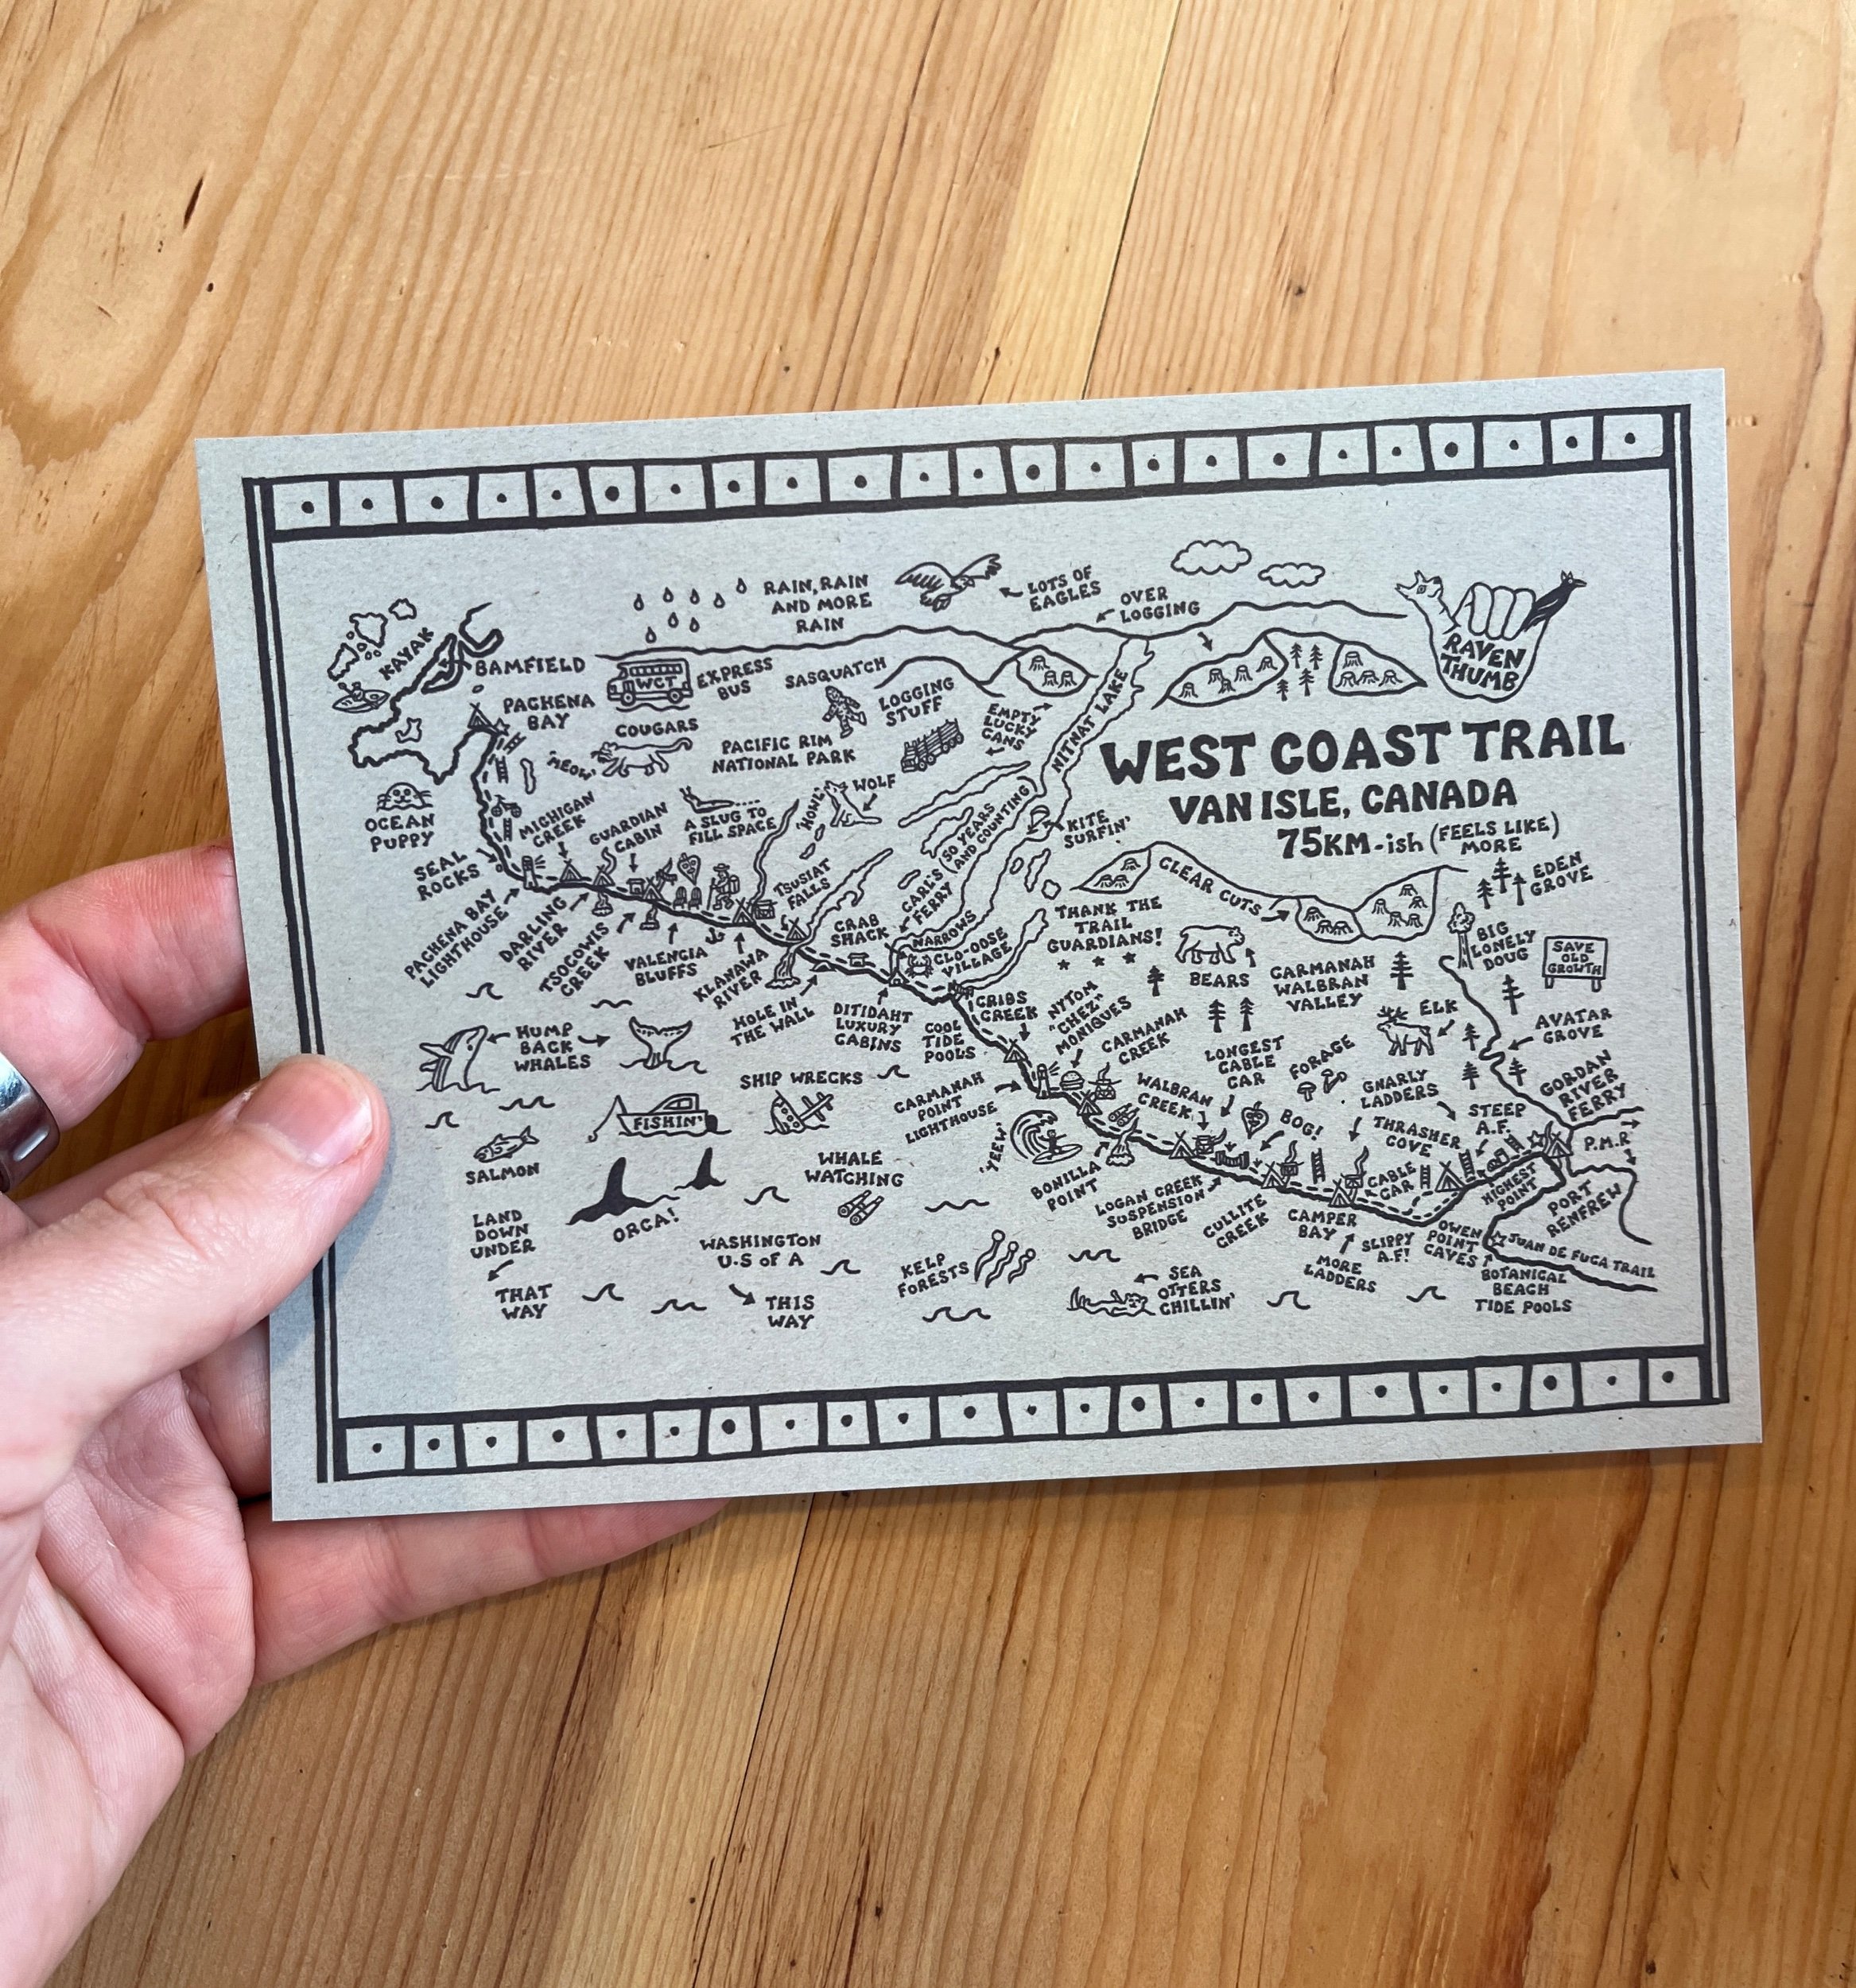 RAIN, RAIN
AND MORE
RAIN
LOTS OF
EAGLES
OVER
LOGGING
RAVEN
THUMB
KAYAK
BAMFIELD
WCT
EXPRESS
BUS
SASQUATCH
LOGGING
STUFF
EMPTY
LUCKY
CANS
NITNAT LAKE
WEST COAST TRAIL
VAN ISLE, CANADA
75KM-ish (FEELS LIKE)
MORE
PACHENA
BAY
COUGARS
"MEOW"
PACIFIC RIM
NATIONAL PARK
"HOWL"
WOLF
OCEAN
PUPPY
MICHIGAN
CREEK
GUARDIAN
CABIN
A SLUG TO
FILL SPACE
TSUSIAT
FALLS
CARL'S (50 YEARS
FERRY AND COUNTING)
KITE
SURFIN'
CLEAR CUTS
EDEN
GROVE
SEAL
ROCKS
PACHENA BAY
LIGHTHOUSE
DARLING
RIVER
TSOCOWIS
CREEK
VALENCIA
BLUFFS
KLANAWA
RIVER
HOLE IN
THE WALL
CRAB
SHACK
NARROWS
CLO-OSE
VILLAGE
DITIDAHT
LUXURY
CABINS
COOL
TIDE
POOLS
CRIBS
CREEK
THANK THE
TRAIL
GUARDIANS!
BEARS
CARMANAH
WALBRAN
VALLEY
BIG
LONELY
DOUG
SAVE
OLD
GROWTH
ELK
AVATAR
GROVE
NYTOM
"CHEZ"
MONIQUES
CARMANAH
CREEK
CARMANAH
POINT
LIGHTHOUSE
WALBRAN
CREEK
LONGEST
CABLE
CAR
FORAGE
GNARLY
LADDERS
GORDAN
RIVER
FERRY
BOG!
THRASHER
COVE
STEEP
A.F.
P.M.R
HUMP
BACK
WHALES
SHIP WRECKS
FISHIN'
SALMON
WHALE
WATCHING
"YEEW"
BONILLA
POINT
LOGAN CREEK
SUSPENSION
BRIDGE
CULLITE
CREEK
CAMPER
BAY
CABLE
CAR
HIGHEST
POINT
PORT
RENFREW
ORCA!
LAND
DOWN
UNDER
THAT
WAY
WASHINGTON
U.S OF A
THIS
WAY
KELP
FORESTS
SEA
OTTERS
CHILLIN'
MORE
LADDERS
SLIPPY
A.F!
OWEN
POINT
CAVES
JUAN DE FUCA TRAIL
BOTANICAL
BEACH
TIDE POOLS